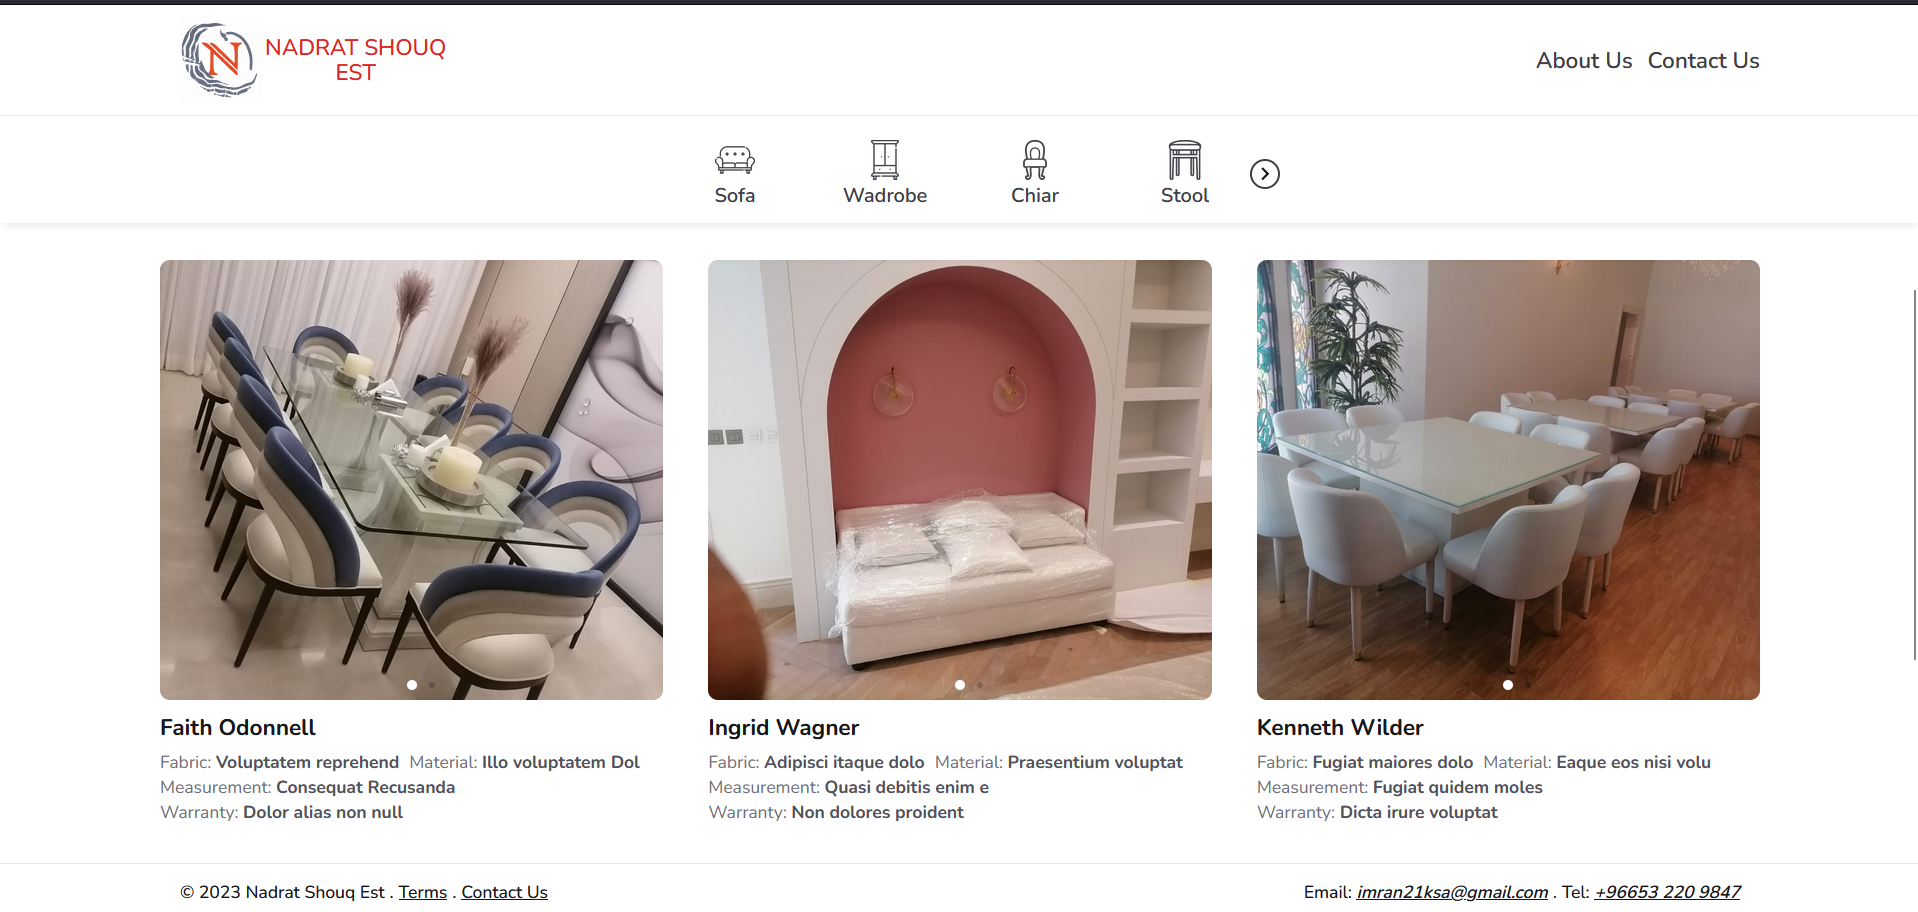 NADRAT SHOUQ
EST
About Us Contact Us
Sofa
Wadrobe
Chiar
Stool
Faith Odonnell
Fabric: Voluptatem reprehend Material: Illo voluptatem Dol
Measurement: Consequat Recusanda
Warranty: Dolor alias non null
Ingrid Wagner
Fabric: Adipisci itaque dolo Material: Praesentium voluptat
Measurement: Quasi debitis enim e
Warranty: Non dolores proident
Kenneth Wilder
Fabric: Fugiat maiores dolo Material: Eaque eos nisi volu
Measurement: Fugiat quidem moles
Warranty: Dicta irure voluptat
© 2023 Nadrat Shouq Est . Terms . Contact Us
Email: imran21ksa@gmail.com . Tel: +96653 220 9847